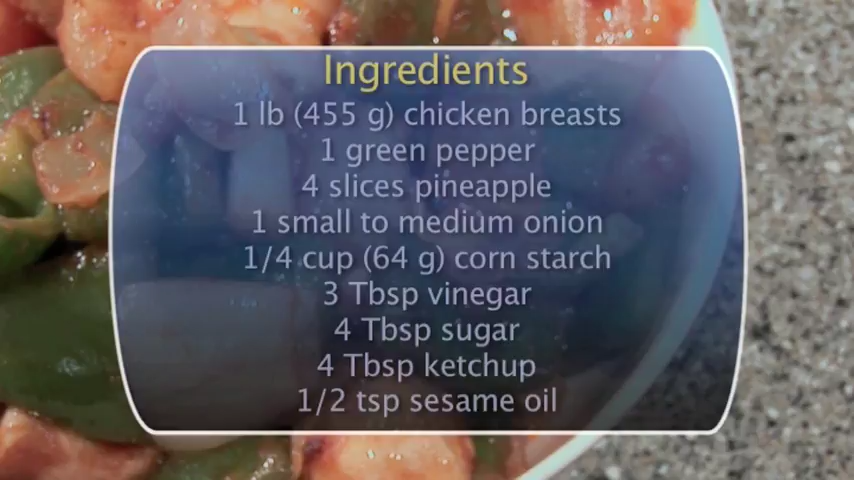 Ingredients
1 lb (455 g) chicken breasts
1 green pepper
4 slices pineapple
1 small to medium onion
1/4 cup (64 g) corn starch
3 Tbsp vinegar
4 Tbsp sugar
4 Tbsp ketchup
1/2 tsp sesame oil